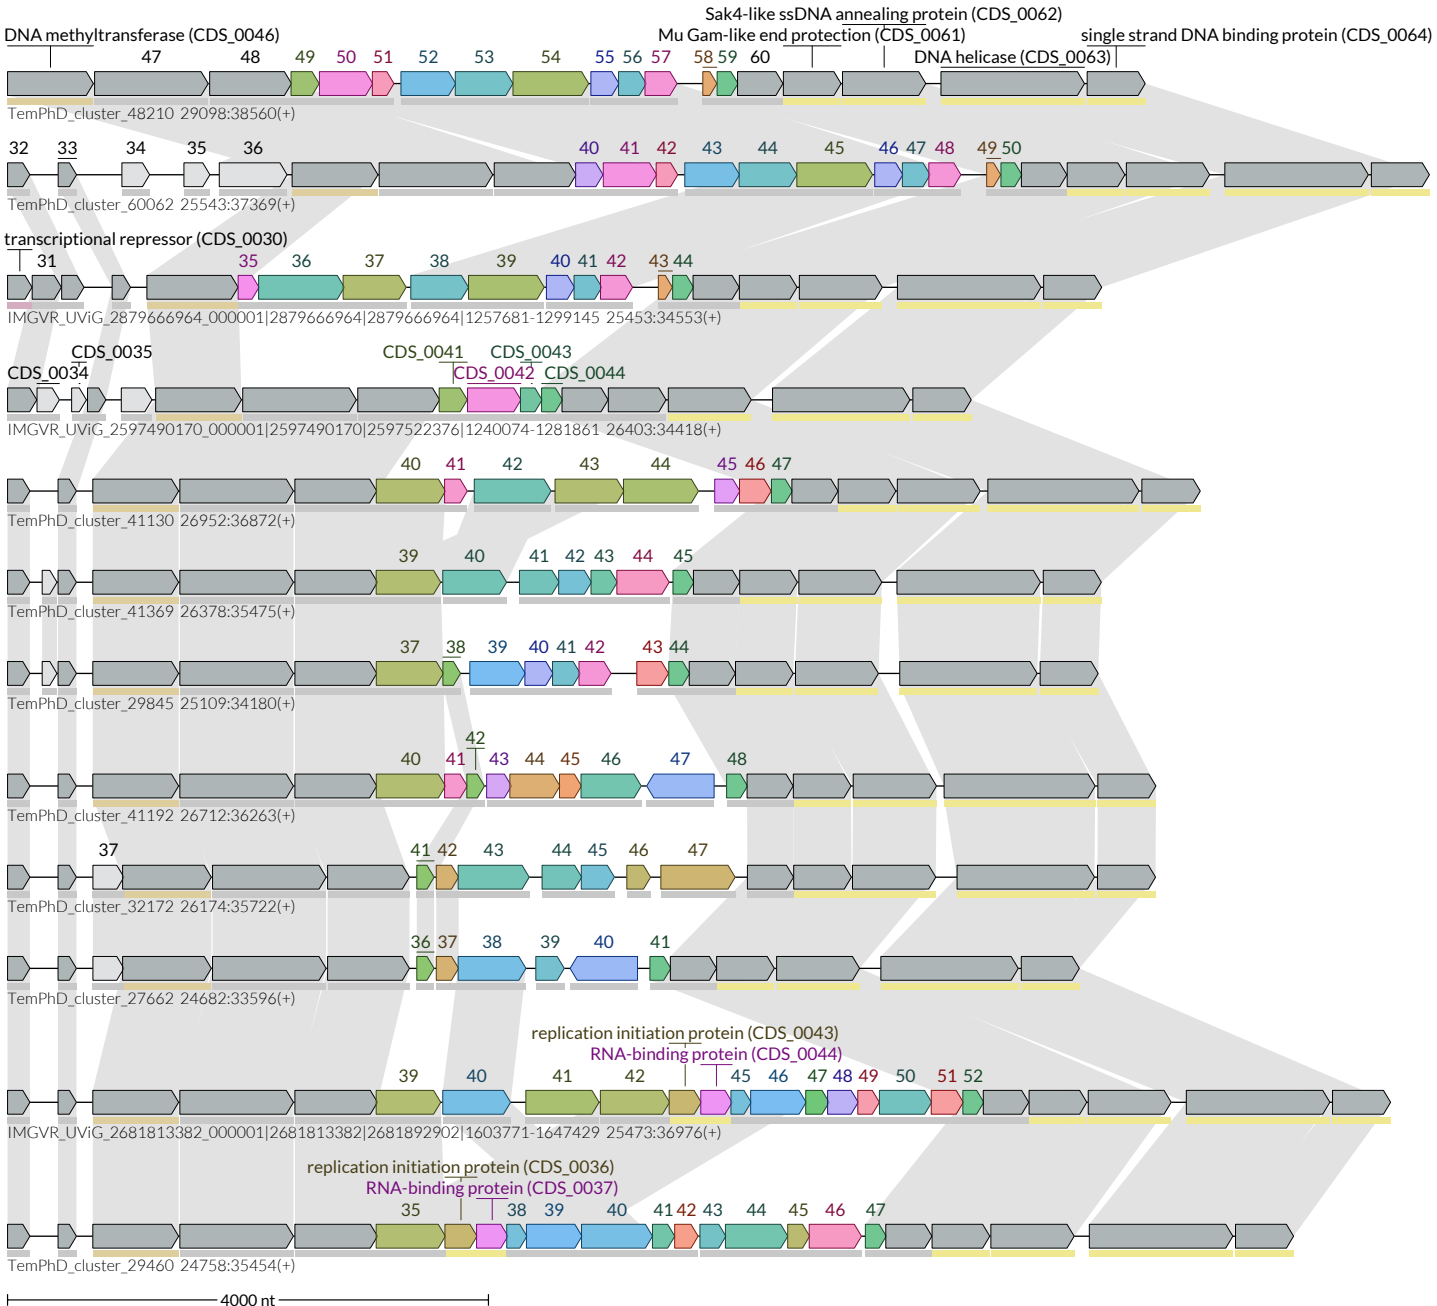 Sak4-like ssDNA annealing protein (CDS_0062)
DNA methyltransferase (CDS_0046) Mu Gam-like end protection (CDS_0061) single strand DNA binding protein (CDS_0064)
47 48 49 50 51 52 53 54 55 56 57 58 59 60 DNA helicase (CDS_0063)
TemPhD_cluster_48210 29098:38560(+)
32 33 34 35 36 40 41 42 43 44 45 46 47 48 49 50
TemPhD_cluster_60062 25543:37369(+)
transcriptional repressor (CDS_0030)
31 35 36 37 38 39 40 41 42 43 44
IMGVR_UViG_2879666964_000001|2879666964|2879666964|1257681-1299145 25453:34553(+)
CDS_0035 CDS_0041 CDS_0043
CDS_0034 CDS_0042 CDS_0044
IMGVR_UViG_2597490170_000001|2597490170|2597522376|1240074-1281861 26403:34418(+)
40 41 42 43 44 45 46 47
TemPhD_cluster_41130 26952:36872(+)
39 40 41 42 43 44 45
TemPhD_cluster_41369 26378:35475(+)
37 38 39 40 41 42 43 44
TemPhD_cluster_29845 25109:34180(+)
42
40 41 43 44 45 46 47 48
TemPhD_cluster_41192 26712:36263(+)
37 41 42 43 44 45 46 47
TemPhD_cluster_32172 26174:35722(+)
36 37 38 39 40 41
TemPhD_cluster_27662 24682:33596(+)
replication initiation protein (CDS_0043)
RNA-binding protein (CDS_0044)
39 40 41 42 45 46 47 48 49 50 51 52
IMGVR_UViG_2681813382_000001|2681813382|2681892902|1603771-1647429 25473:36976(+)
replication initiation protein (CDS_0036)
RNA-binding protein (CDS_0037)
35 38 39 40 41 42 43 44 45 46 47
TemPhD_cluster_29460 24758:35454(+)
4000 nt